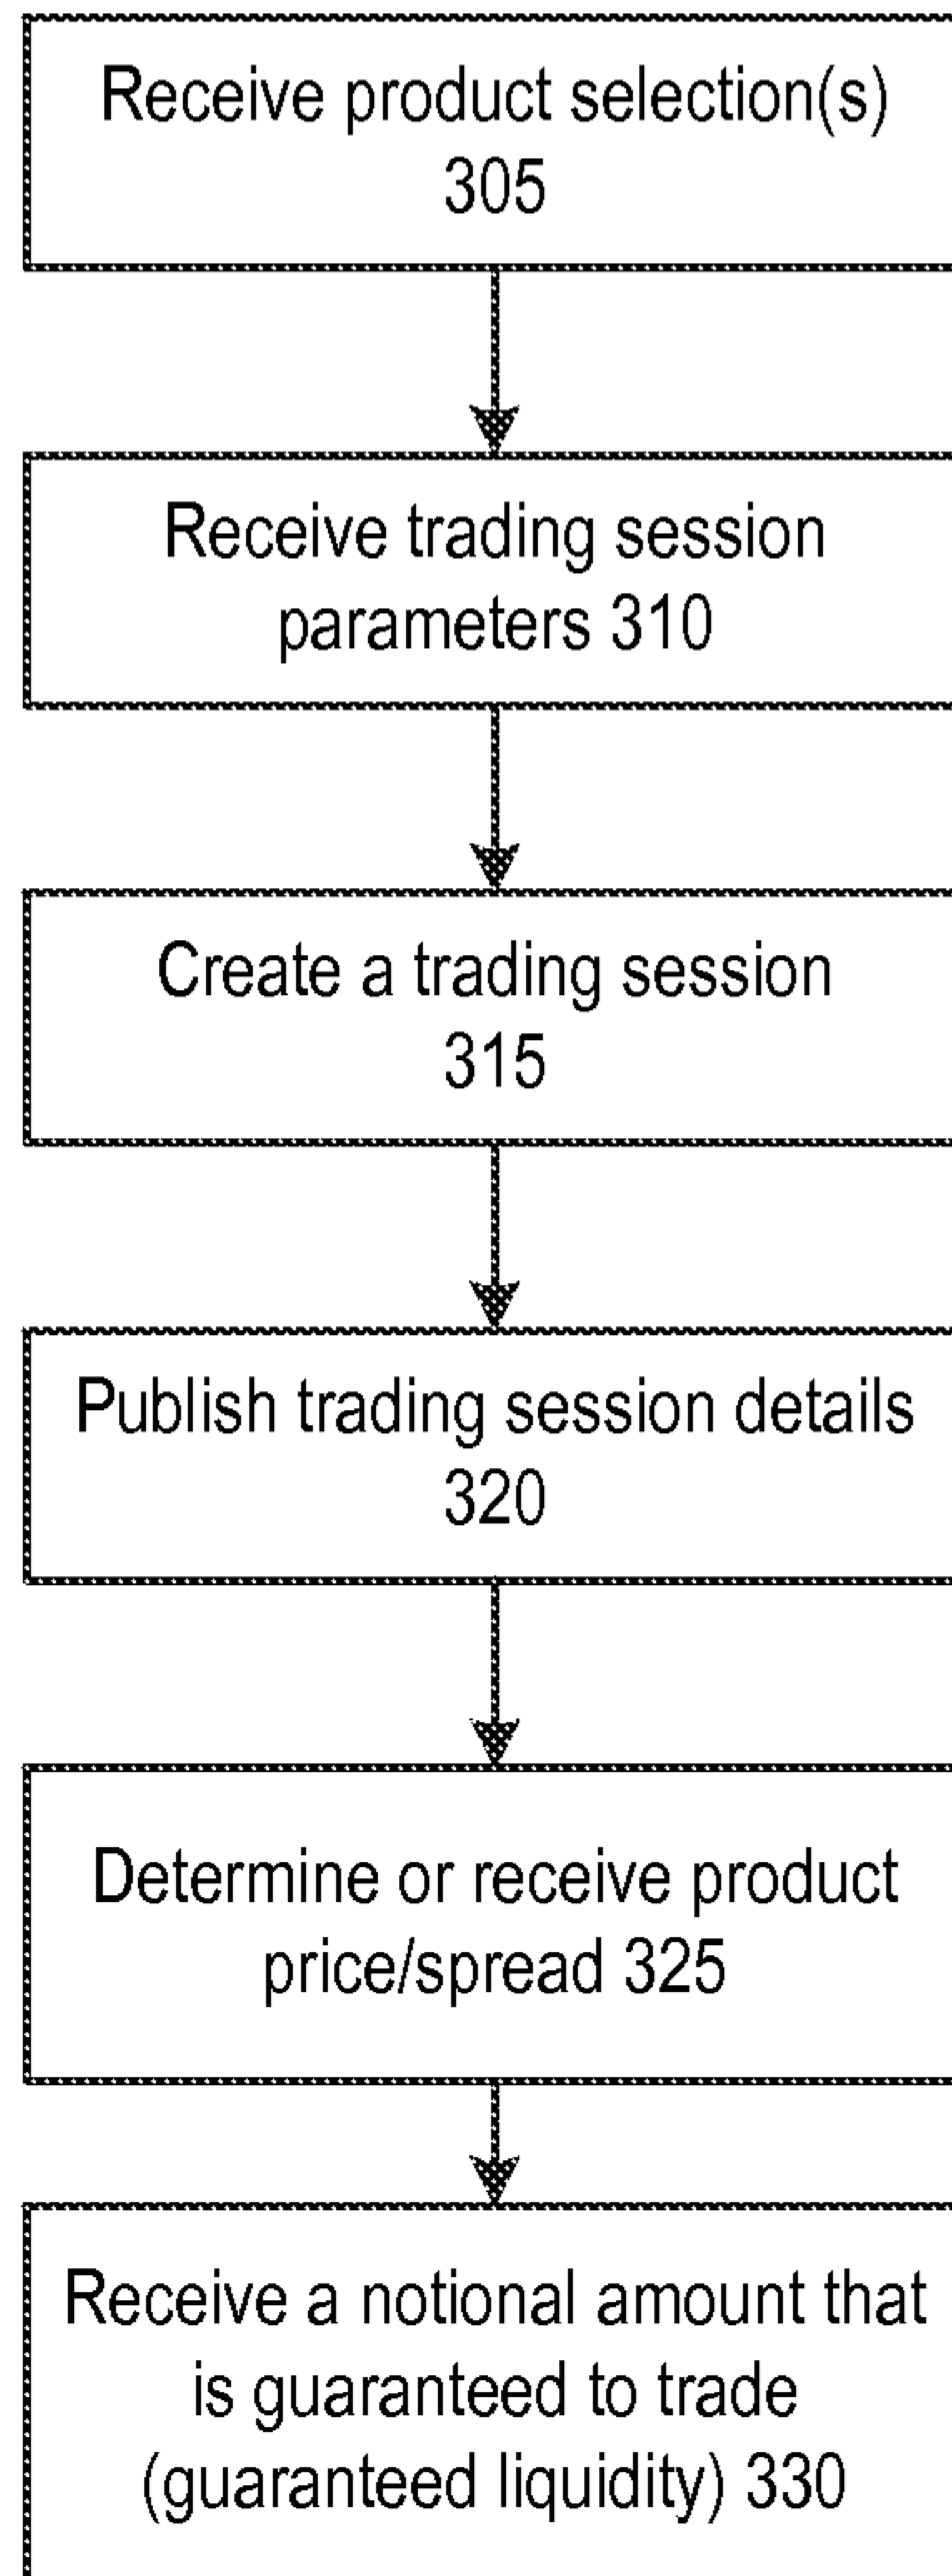 Receive product selection(s)
305
Receive trading session
parameters 310
Create a trading session
315
Publish trading session details
320
Determine or receive product
price/spread 325
Receive a notional amount that
is guaranteed to trade
(guaranteed liquidity) 330